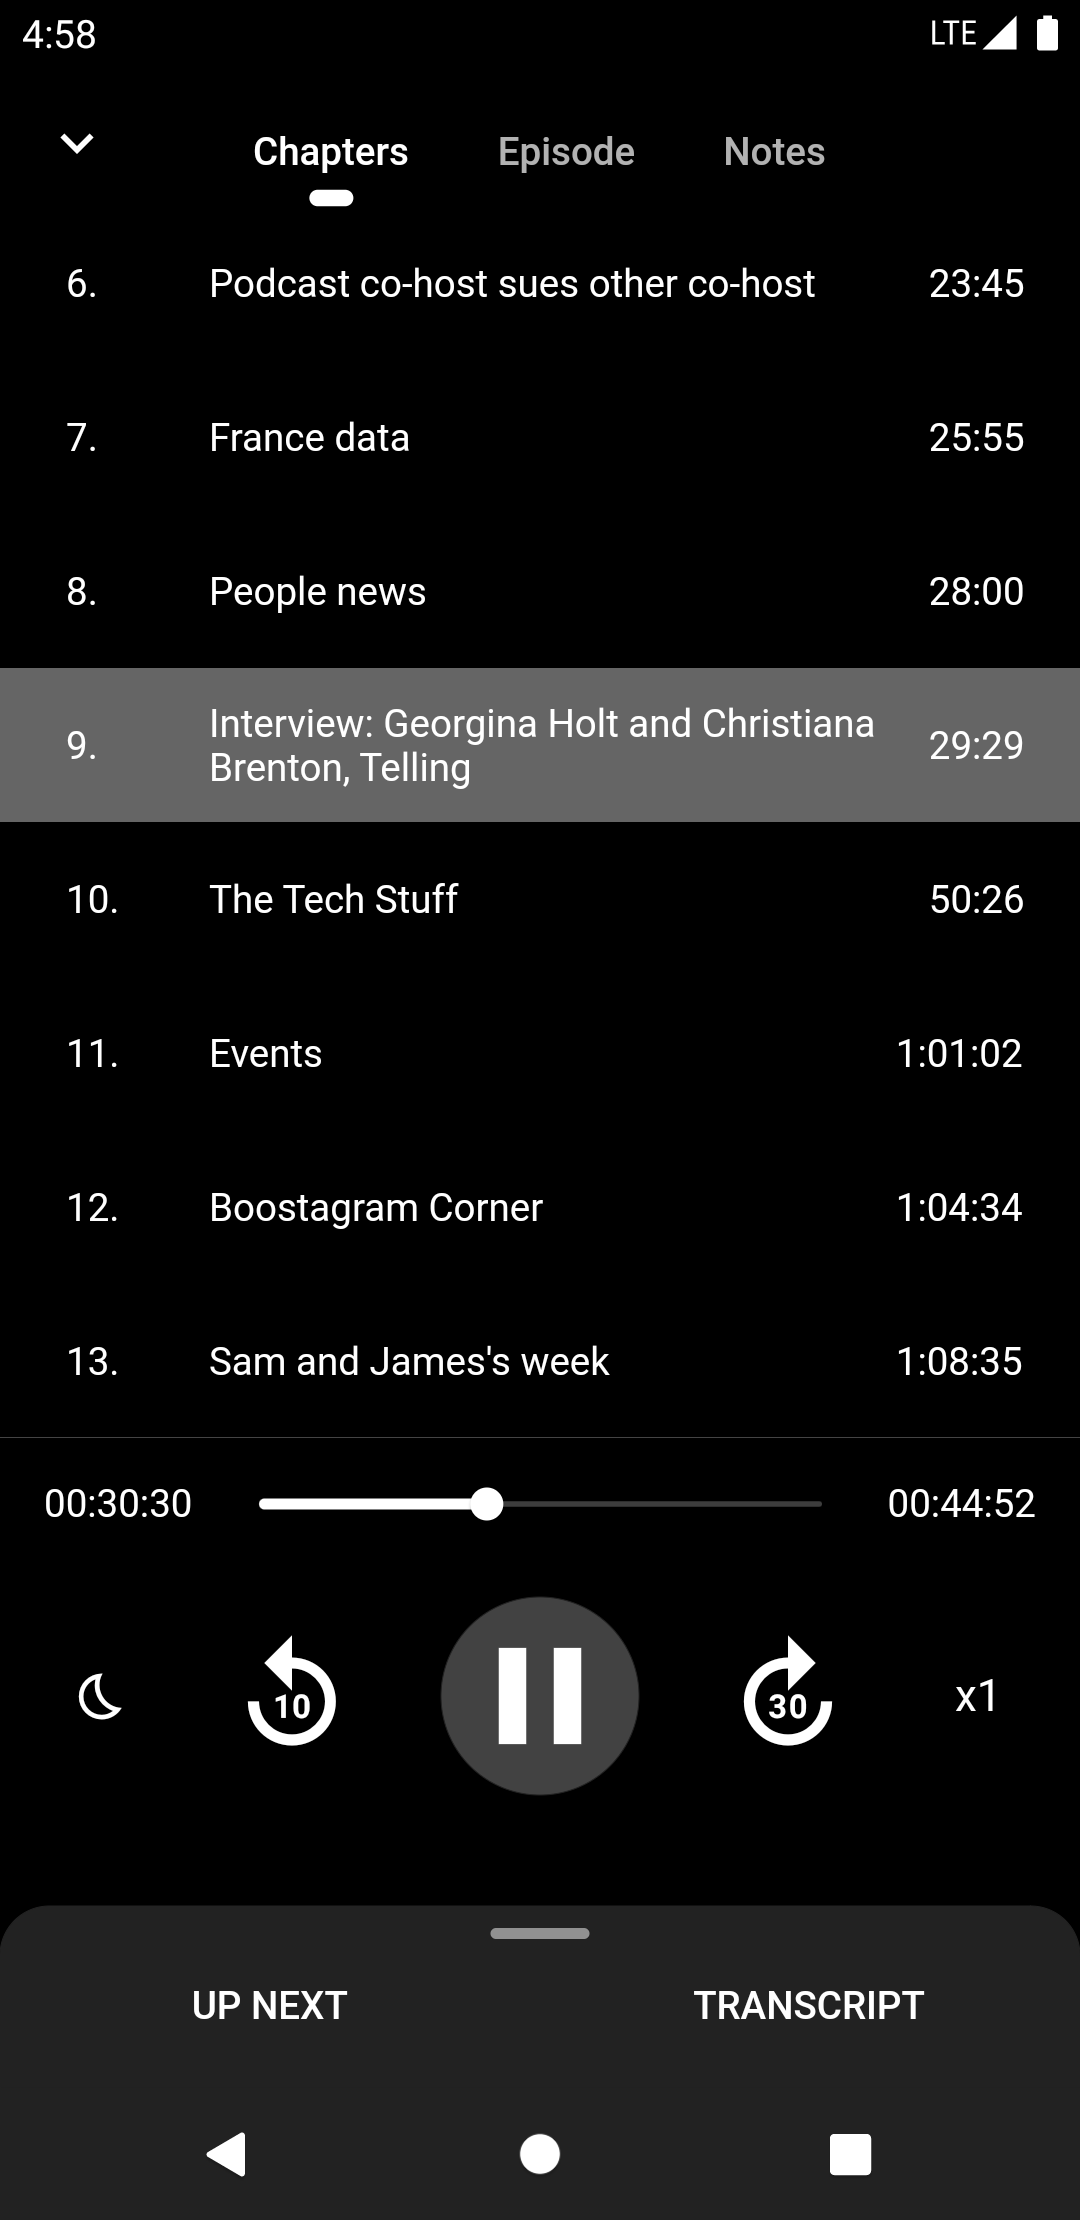 4:58 LTE
Chapters Episode Notes
6. Podcast co-host sues other co-host 23:45
7. France data 25:55
8. People news 28:00
9. Interview: Georgina Holt and Christiana
Brenton, Telling 29:29
10. The Tech Stuff 50:26
11. Events 1:01:02
12. Boostagram Corner 1:04:34
13. Sam and James's week 1:08:35
00:30:30 00:44:52
10 30 x1
UP NEXT TRANSCRIPT